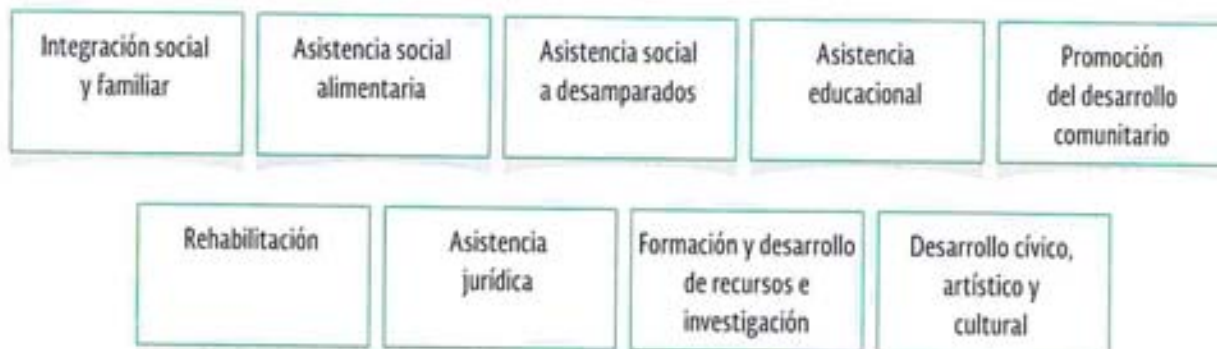 Integración social
y familiar
Asistencia social
alimentaria
Asistencia social
a desamparados
Asistencia
educacional
Promoción
del desarrollo
comunitario
Rehabilitación
Asistencia
jurídica
Formación y desarrollo
de recursos e
investigación
Desarrollo cívico,
artístico y
cultural